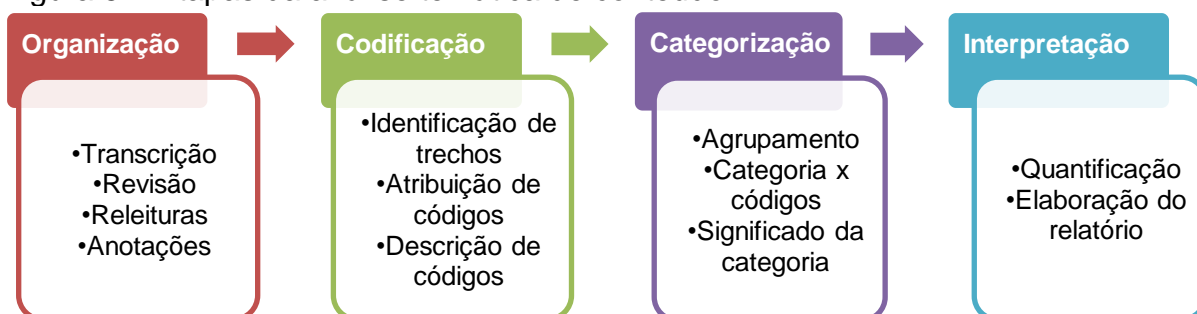 Organização
Codificação
Categorização
Interpretação
•Transcrição
•Revisão
•Releituras
•Anotações
•Identificação de
trechos
•Atribuição de
códigos
•Descrição de
códigos
•Agrupamento
•Categoria x
códigos
•Significado da
categoria
•Quantificação
•Elaboração do
relatório